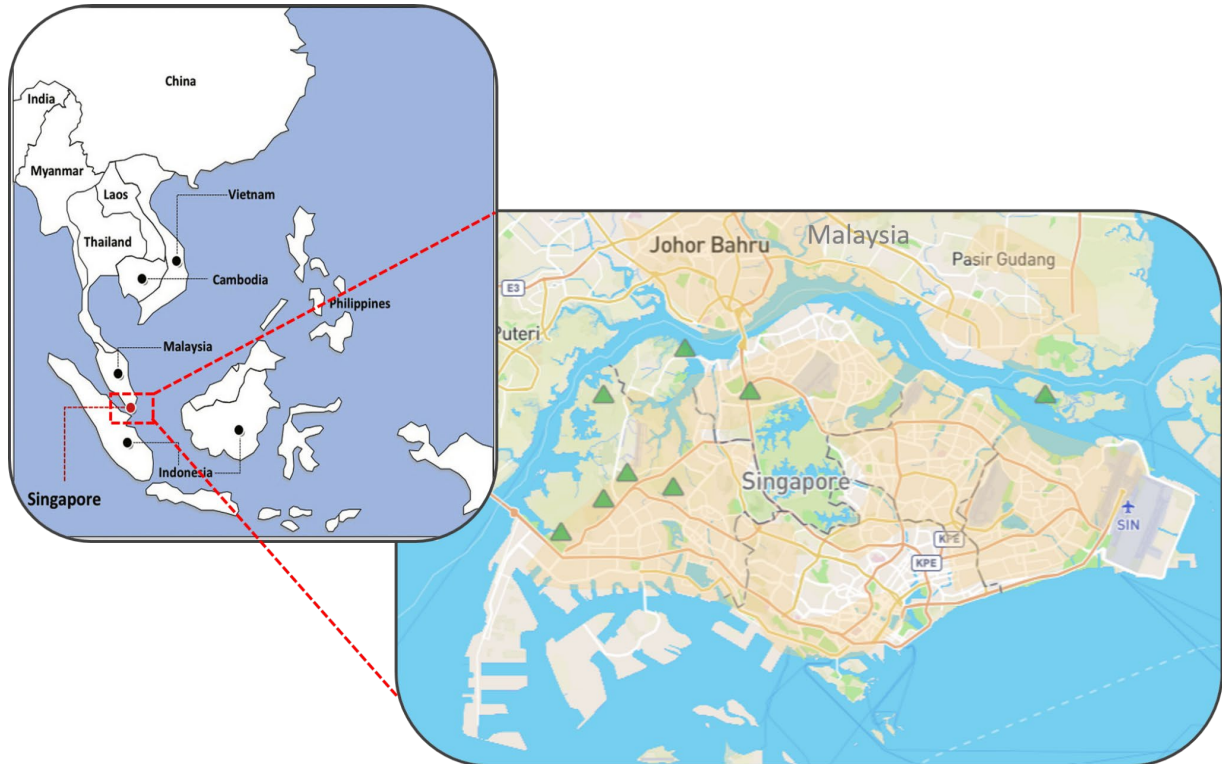 China
India
Myanmar
Laos
Vietnam
Thailand
Cambodia
Philippines
Malaysia
Indonesia
Singapore
Johor Bahru
Malaysia
Pasir Gudang
E3
Puteri
Singapore
SIN
KPE
KPE